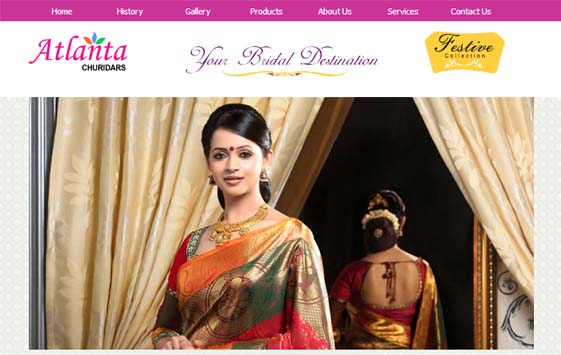 Home History Gallery Products About Us Services Contact Us
Atlanta
CHURIDARS
Your Bridal Destination
Festive
Collection